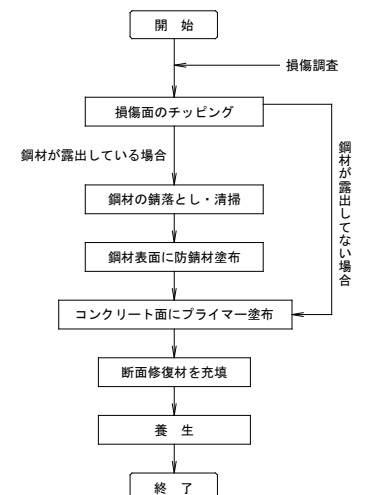 開　始
損傷調査
損傷面のチッピング
鋼材が露出している場合
鋼材が露出してない場合
鋼材の錆落とし・清掃
鋼材表面に防錆材塗布
コンクリート面にプライマー塗布
断面修復材を充填
養　生
終　了